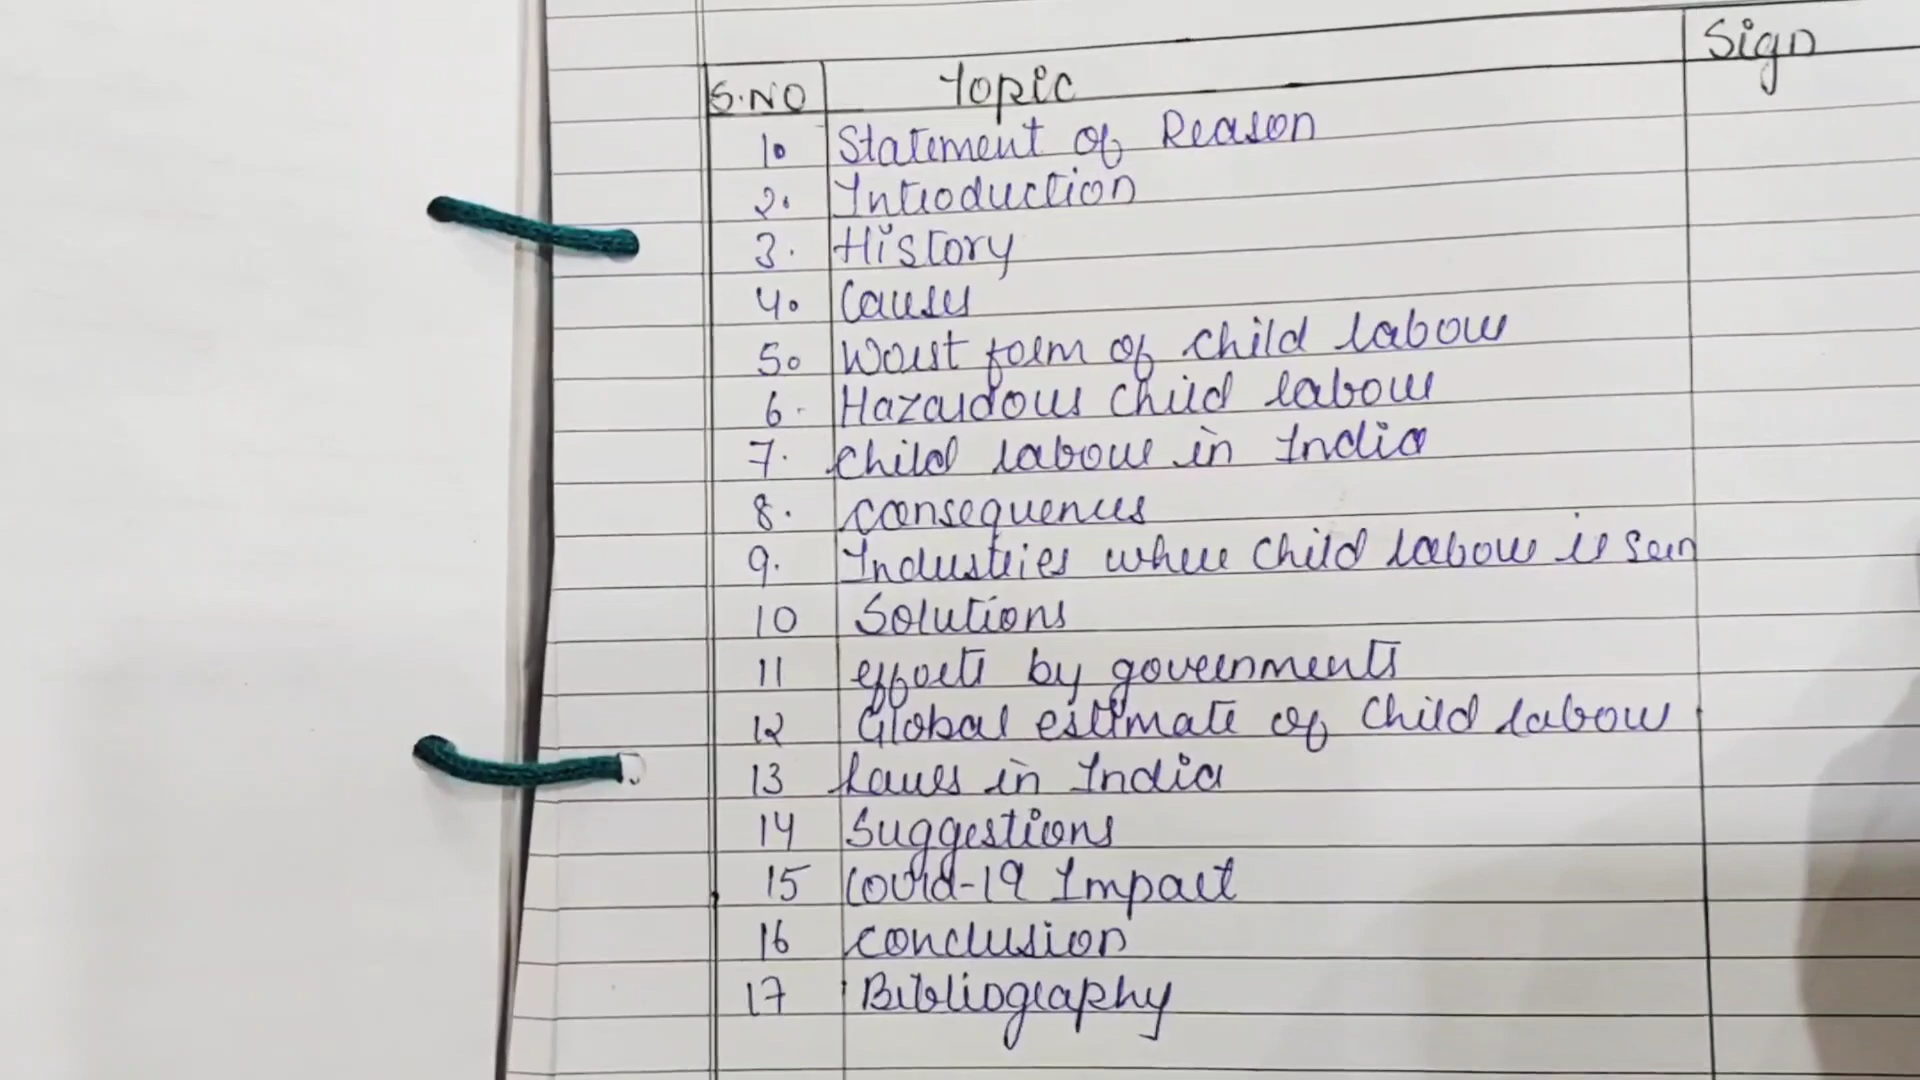 S.NO Topic Sign
1. Statement of Reason
2. Introduction
3. History
4. Causes
5. Worst form of child labour
6. Hazardous child labour
7. child labour in India
8. consequences
9. Industries where child labour is seen
10 Solutions
11 efforts by governments
12 Global estimate of child labour
13 Laws in India
14 Suggestions
15 Covid-19 Impact
16 conclusion
17 Bibliography